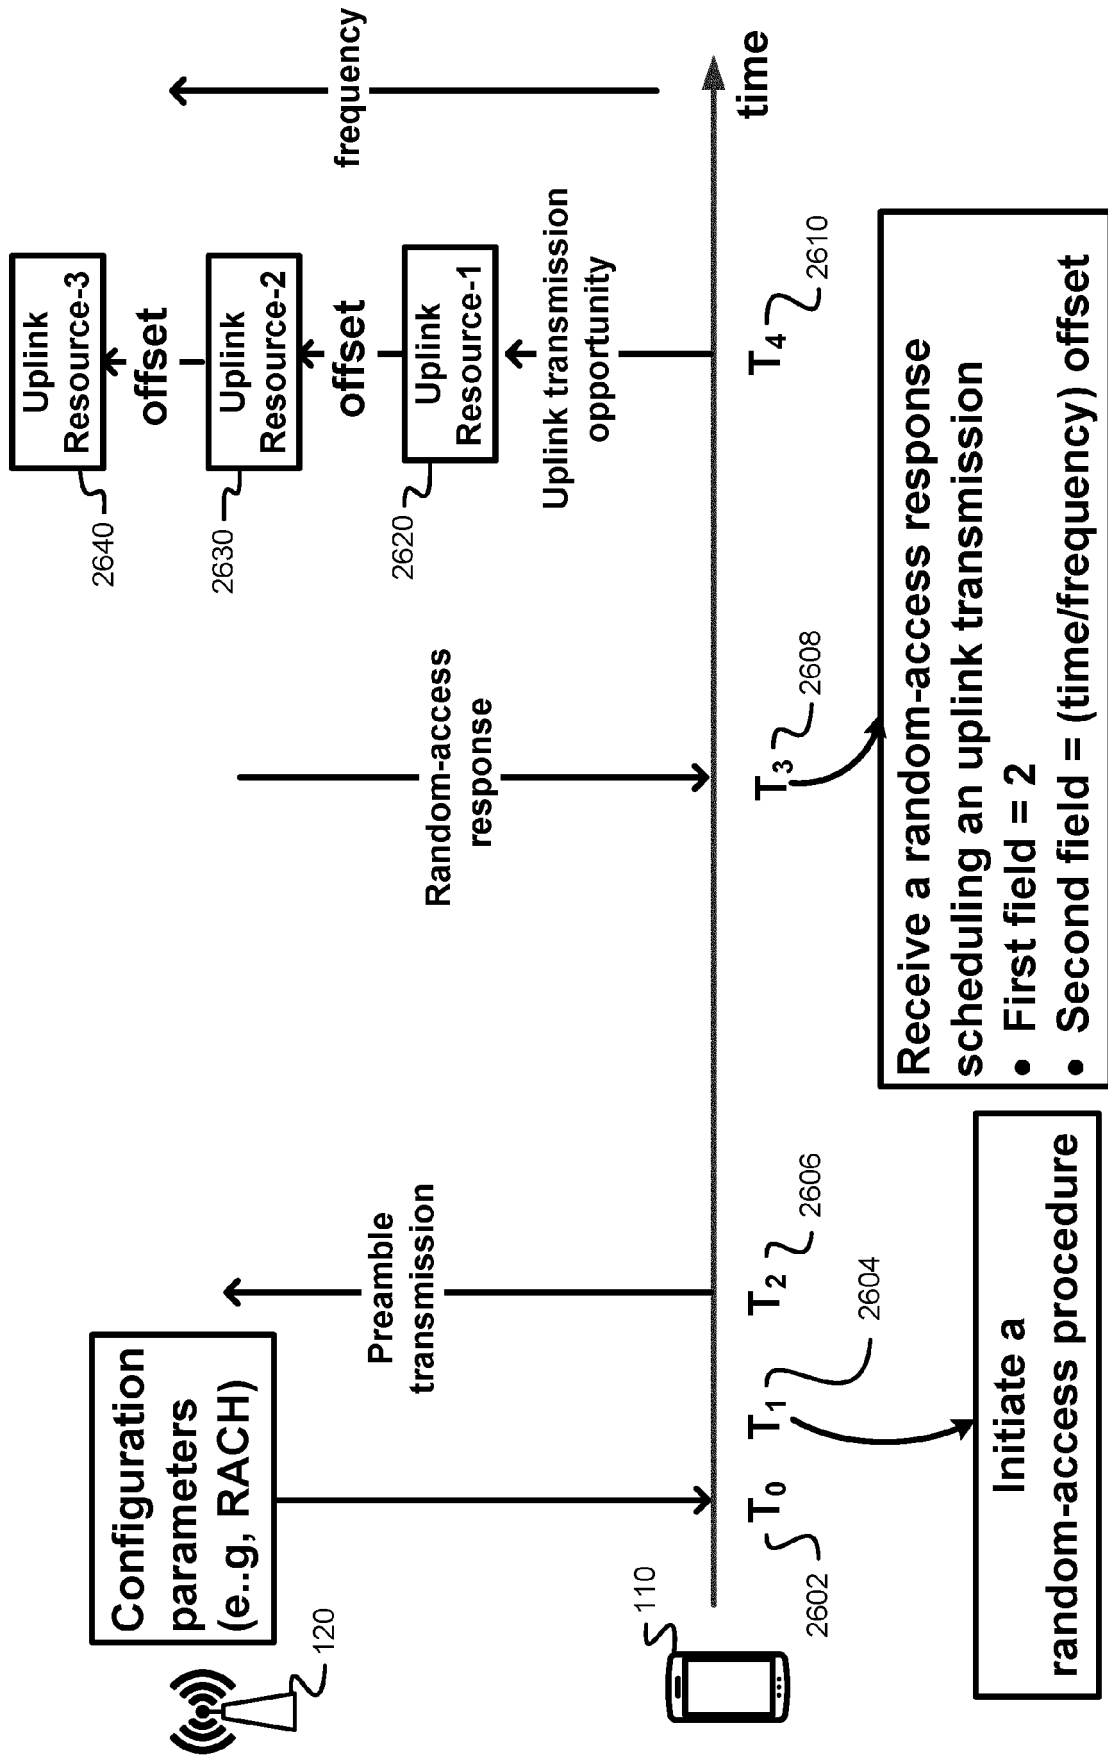 Configuration
parameters
(e..g, RACH)
120
110
Preamble
transmission
Random-access
response
Uplink
Resource-3
offset
Uplink
Resource-2
offset
Uplink
Resource-1
Uplink transmission
opportunity
2640
2630
2620
frequency
time
T0
2602
T1
2604
T2
2606
T3
2608
T4
2610
Initiate a
random-access procedure
Receive a random-access response
scheduling an uplink transmission
• First field = 2
• Second field = (time/frequency) offset